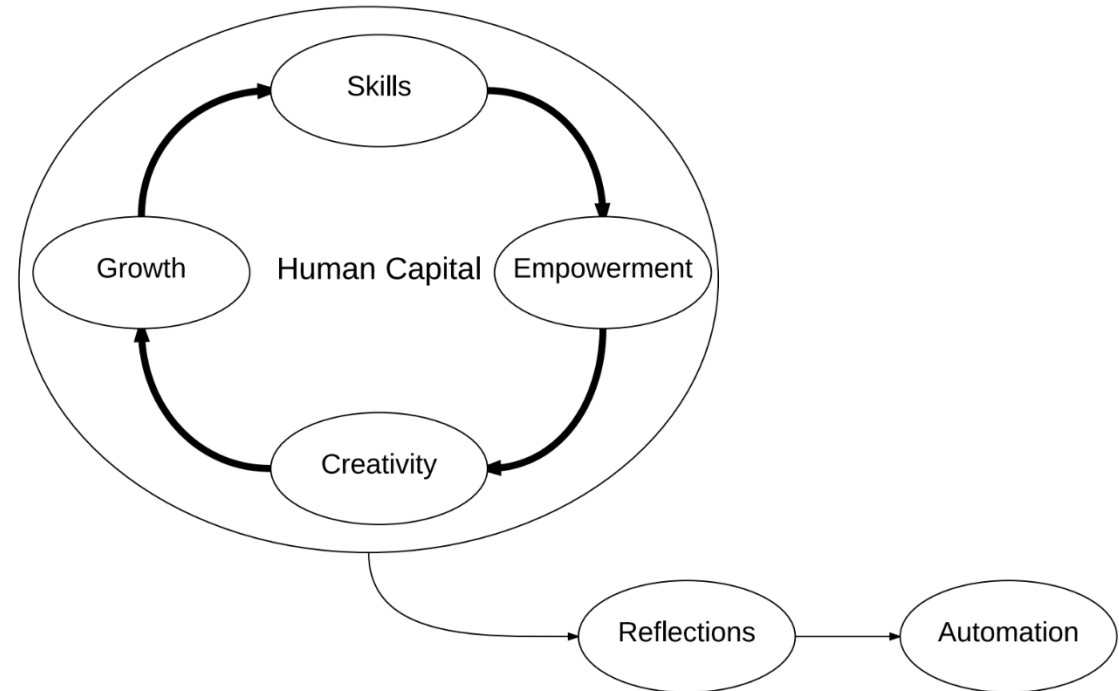 Skills
Growth
Human Capital
Empowerment
Creativity
Reflections
Automation